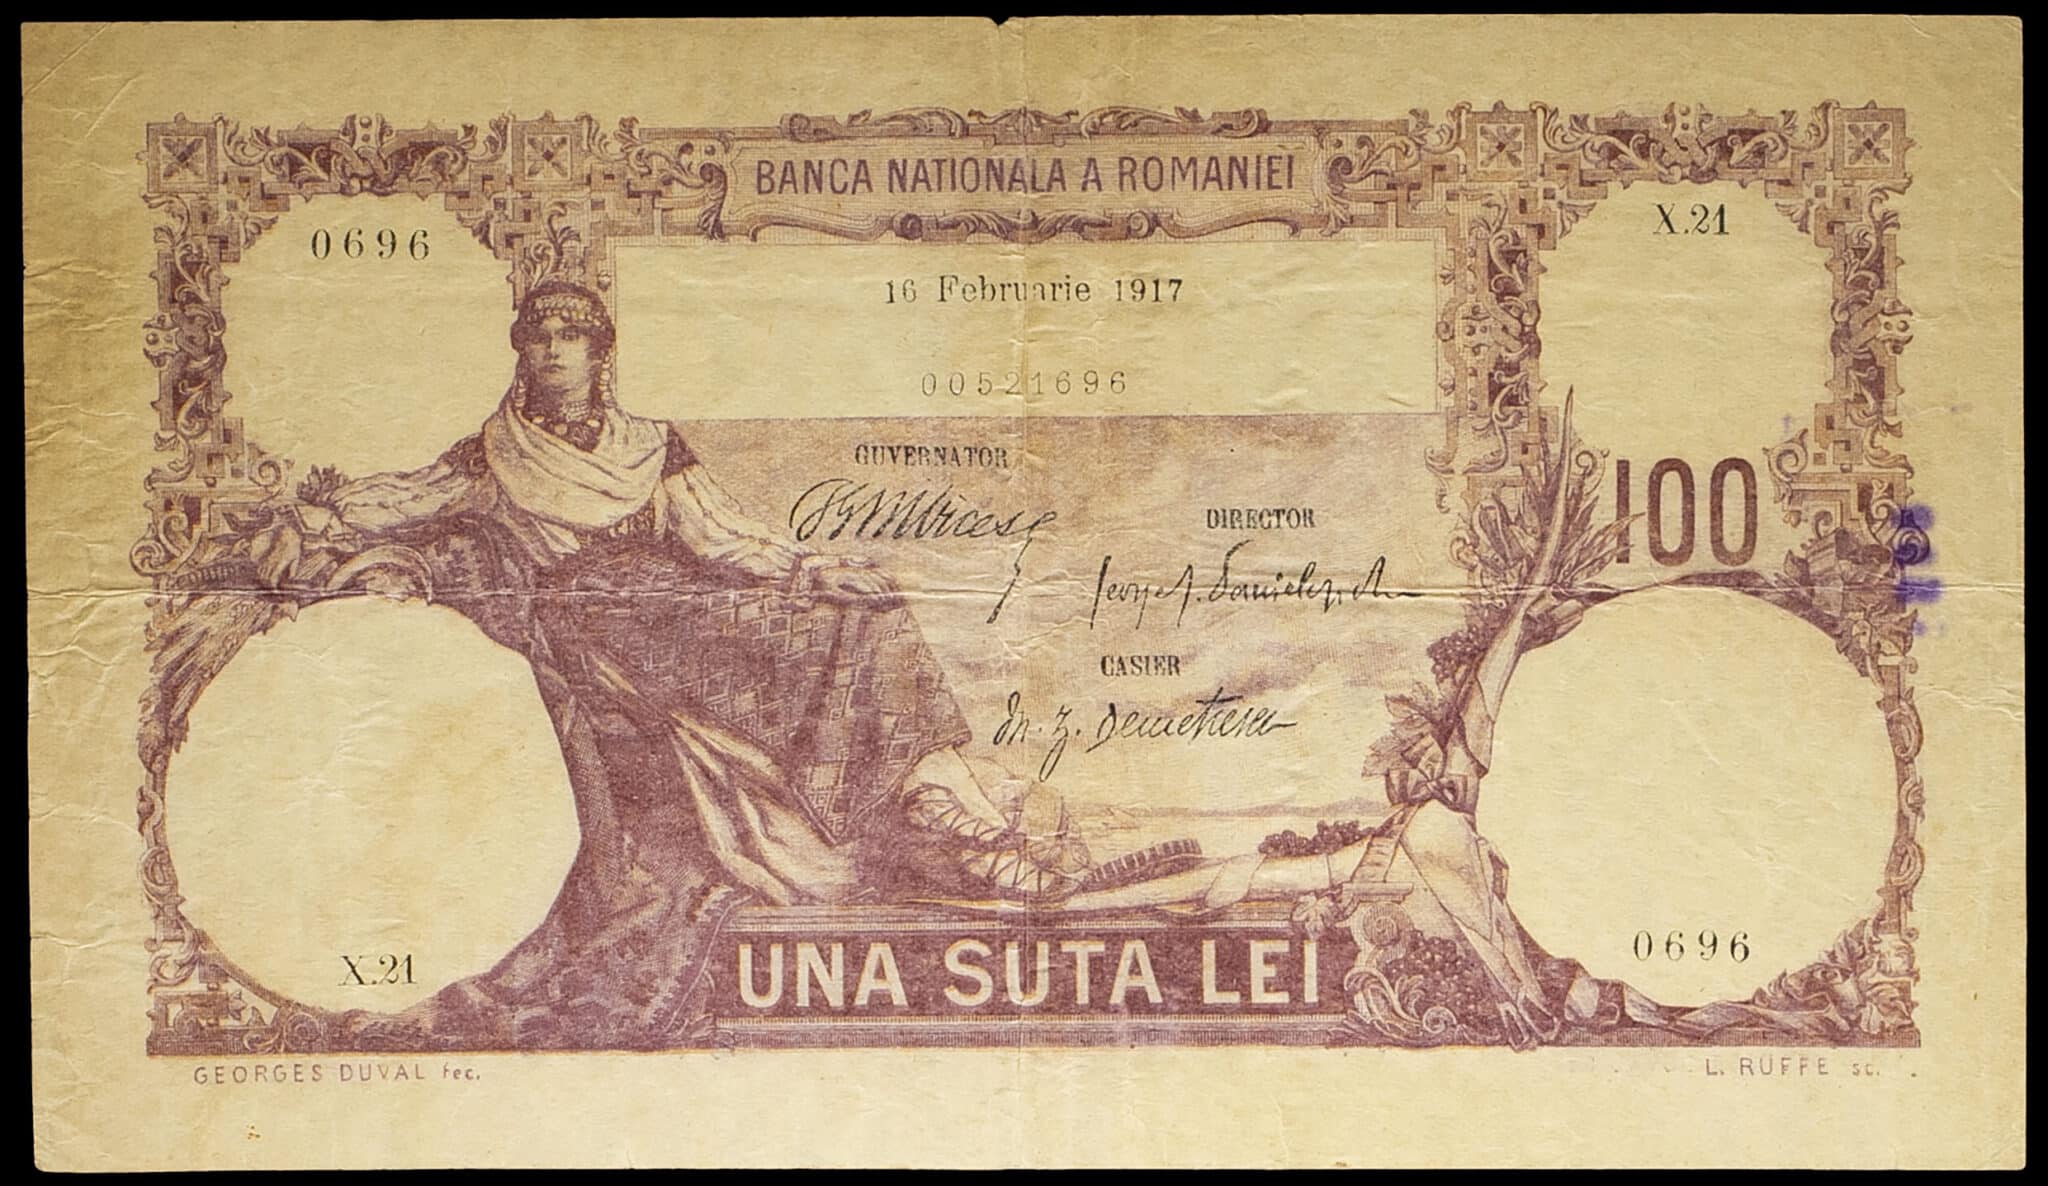 BANCA NATIONALA A ROMANIEI
0696
X.21
16 Februarie 1917
00521696
GUVERNATOR
DIRECTOR
100
CASIER
X.21
0696
UNA SUTA LEI
GEORGES DUVAL fec.
L. RUFFE sc.